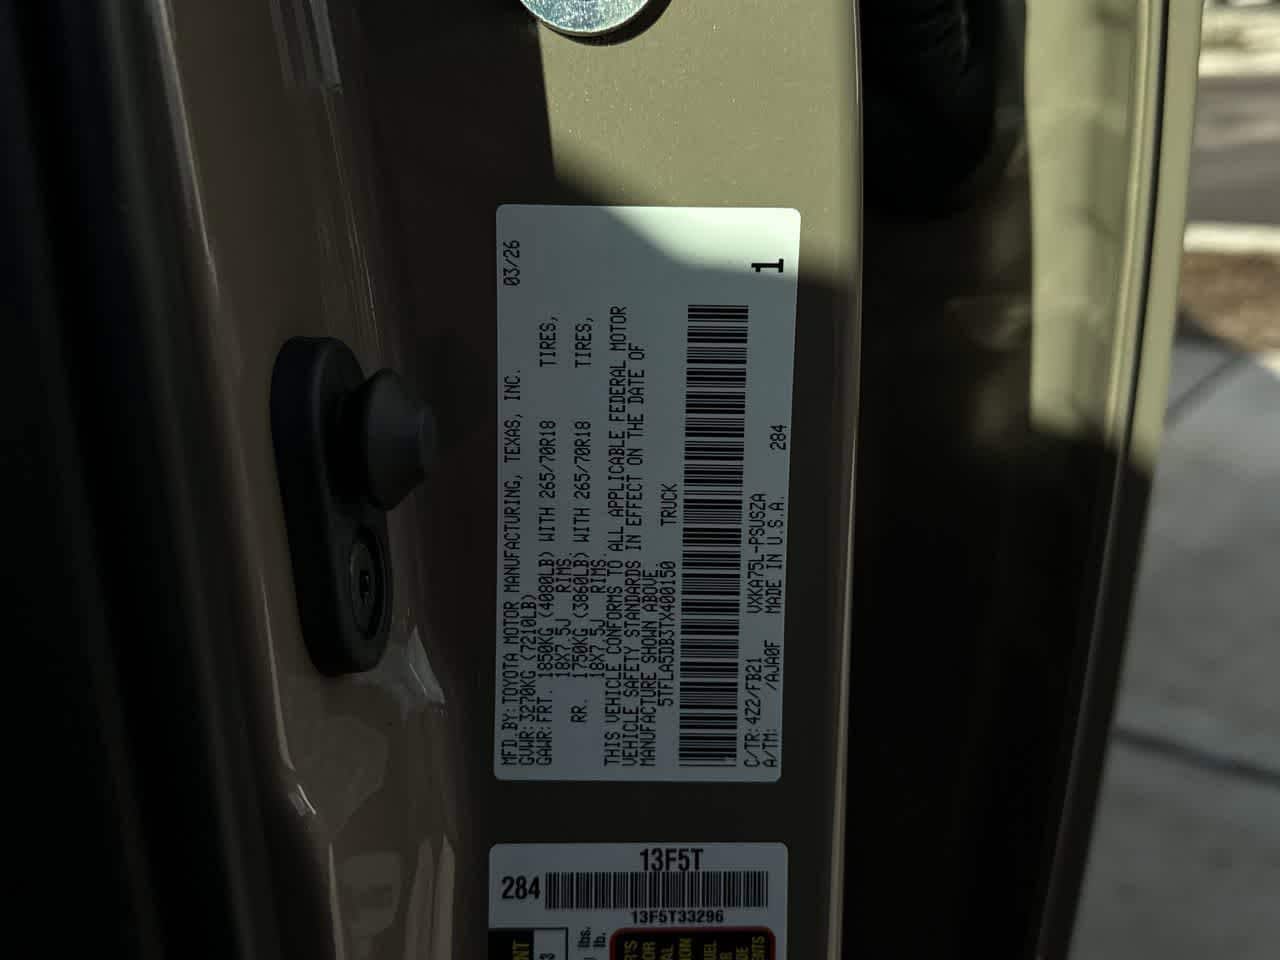 MFD.BY:TOYOTA MOTOR MANUFACTURING, TEXAS, INC. 03/26
GVWR:3270KG (7210LB)
GAWR:FRT. 1850KG (4080LB) WITH 265/70R18 TIRES,
18X7.5J RIMS.
RR. 1750KG (3860LB) WITH 265/70R18 TIRES,
18X7.5J RIMS.
THIS VEHICLE CONFORMS TO ALL APPLICABLE FEDERAL MOTOR
VEHICLE SAFETY STANDARDS IN EFFECT ON THE DATE OF
MANUFACTURE SHOWN ABOVE.
5TFLA5DB3TX400150 TRUCK
C/TR:4Z2/FB21 VXKA75L-PSUSZA
A/TM: /AJA0F MADE IN U.S.A. 284
1
13F5T
284
13F5T33296
lbs.
lb.